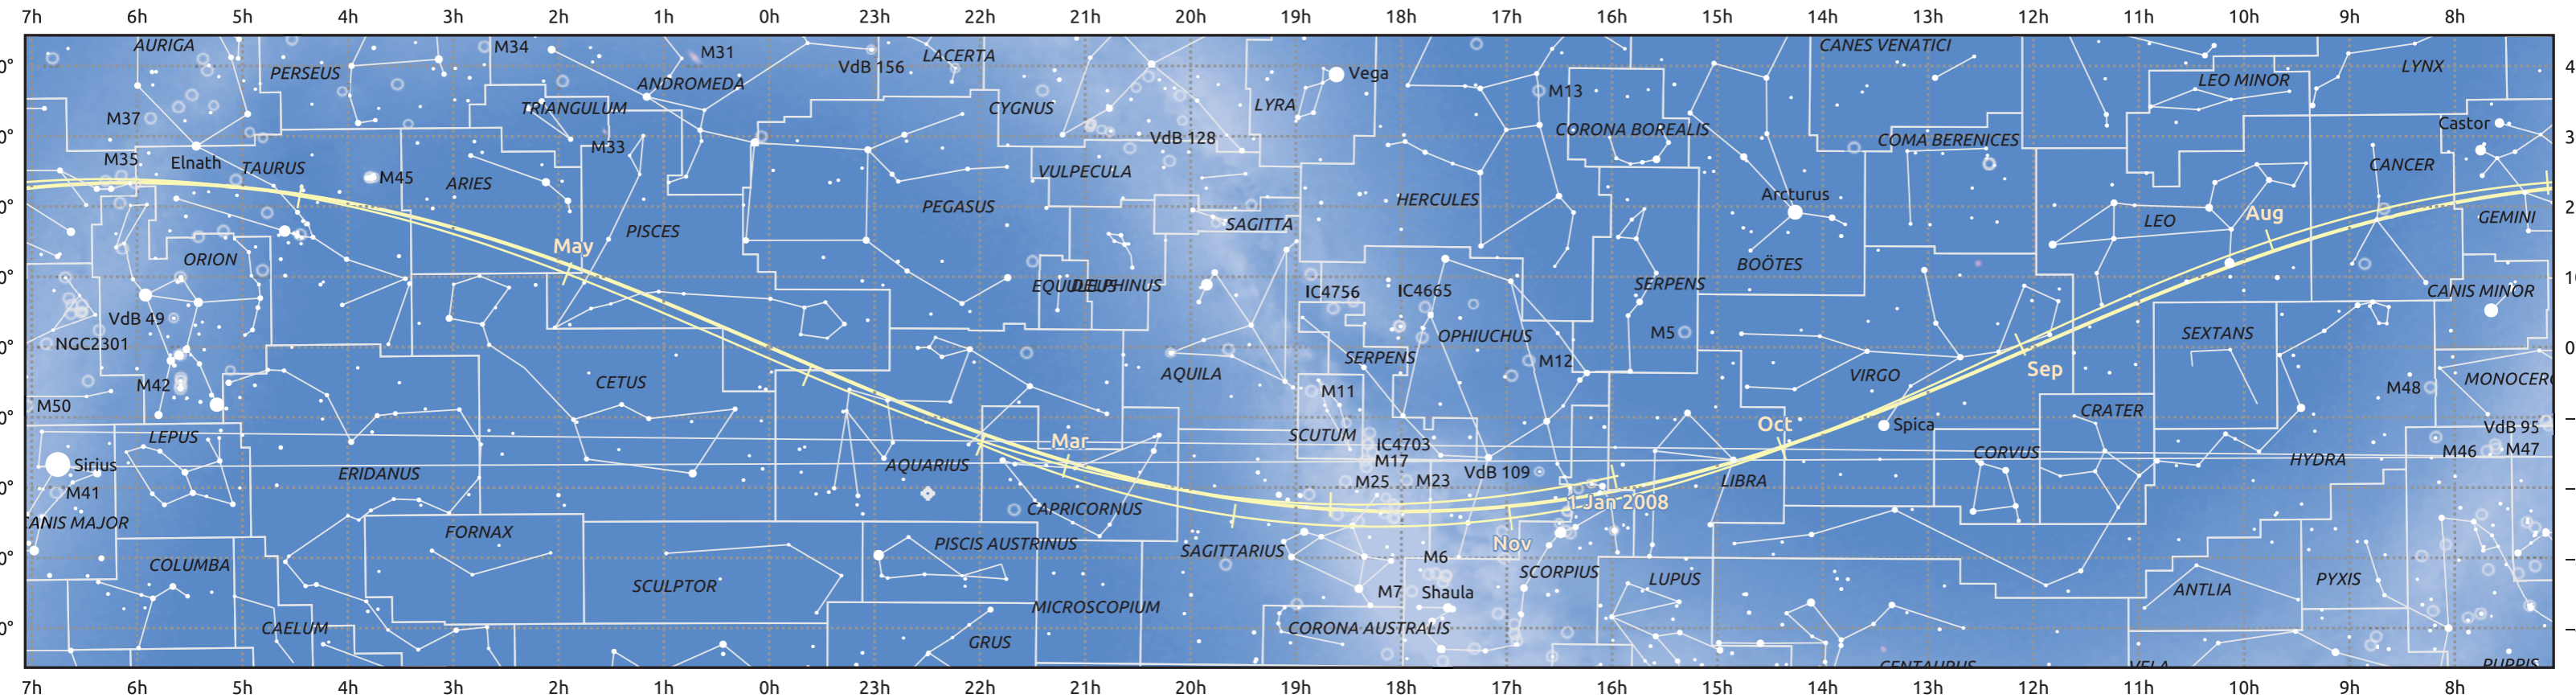 7h 6h 5h 4h 3h 2h 1h 0h 23h 22h 21h 20h 19h 18h 17h 16h 15h 14h 13h 12h 11h 10h 9h 8h
AURIGA
PERSEUS
M34
M31
ANDROMEDA
VdB 156
LACERTA
CANES VENATICI
LEO MINOR
LYNX
Vega
LYRA
CYGNUS
TRIANGULUM
M37
M13
M33
VdB 128
CORONA BOREALIS
COMA BERENICES
Castor
M35
Elnath
TAURUS
M45
ARIES
VULPECULA
HERCULES
Arcturus
CANCER
PISCES
PEGASUS
SAGITTA
LEO
Aug
GEMINI
May
ORION
BOÖTES
EQUULEUS
DELPHINUS
IC4756
IC4665
SERPENS
CANIS MINOR
VdB 49
NGC2301
M42
M50
CETUS
AQUILA
SERPENS
OPHIUCHUS
M12
M5
VIRGO
Sep
SEXTANS
M48
MONOCERO
M11
LEPUS
Mar
SCUTUM
IC4703
M17
Oct
Spica
CRATER
VdB 95
Sirius
M41
ERIDANUS
AQUARIUS
M25
M23
VdB 109
LIBRA
CORVUS
HYDRA
M46
M47
ANIS MAJOR
CAPRICORNUS
1 Jan 2008
FORNAX
PISCIS AUSTRINUS
SAGITTARIUS
Nov
M6
COLUMBA
SCULPTOR
SCORPIUS
LUPUS
ANTLIA
PYXIS
M7
Shaula
CAELUM
MICROSCOPIUM
GRUS
CORONA AUSTRALIS
CENTAURUS
VELA
PUPPIS
7h 6h 5h 4h 3h 2h 1h 0h 23h 22h 21h 20h 19h 18h 17h 16h 15h 14h 13h 12h 11h 10h 9h 8h